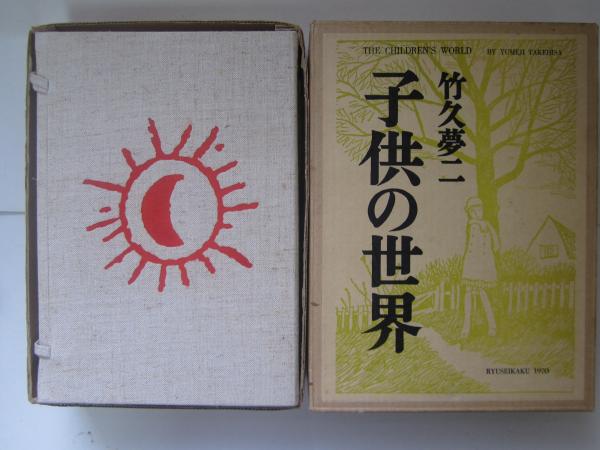 THE CHILDREN'S WORLD BY YUMEJI TAKEHISA
竹久夢二
子供の世界
RYUSEIKAKU 1970